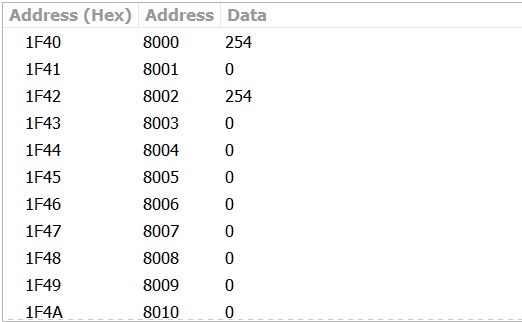 Address (Hex) Address Data
1F40 8000 254
1F41 8001 0
1F42 8002 254
1F43 8003 0
1F44 8004 0
1F45 8005 0
1F46 8006 0
1F47 8007 0
1F48 8008 0
1F49 8009 0
1F4A 8010 0